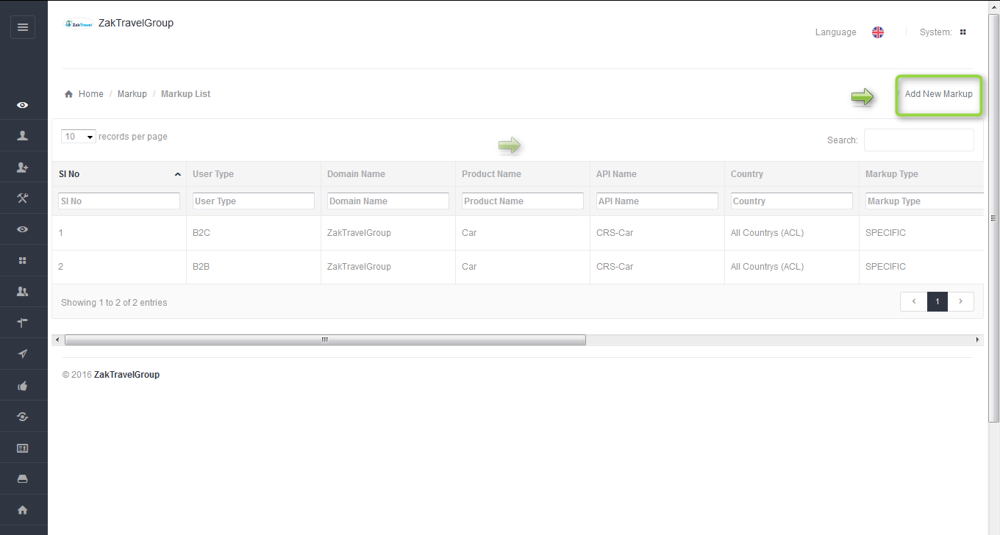 ZakTravel ZakTravelGroup
Language System:
Home / Markup / Markup List / Add New Markup
10 records per page Search:
SI No User Type Domain Name Product Name API Name Country Markup Type
SI No User Type Domain Name Product Name API Name Country Markup Type
1 B2C ZakTravelGroup Car CRS-Car All Countrys (ACL) SPECIFIC
2 B2B ZakTravelGroup Car CRS-Car All Countrys (ACL) SPECIFIC
Showing 1 to 2 of 2 entries 1
© 2016 ZakTravelGroup